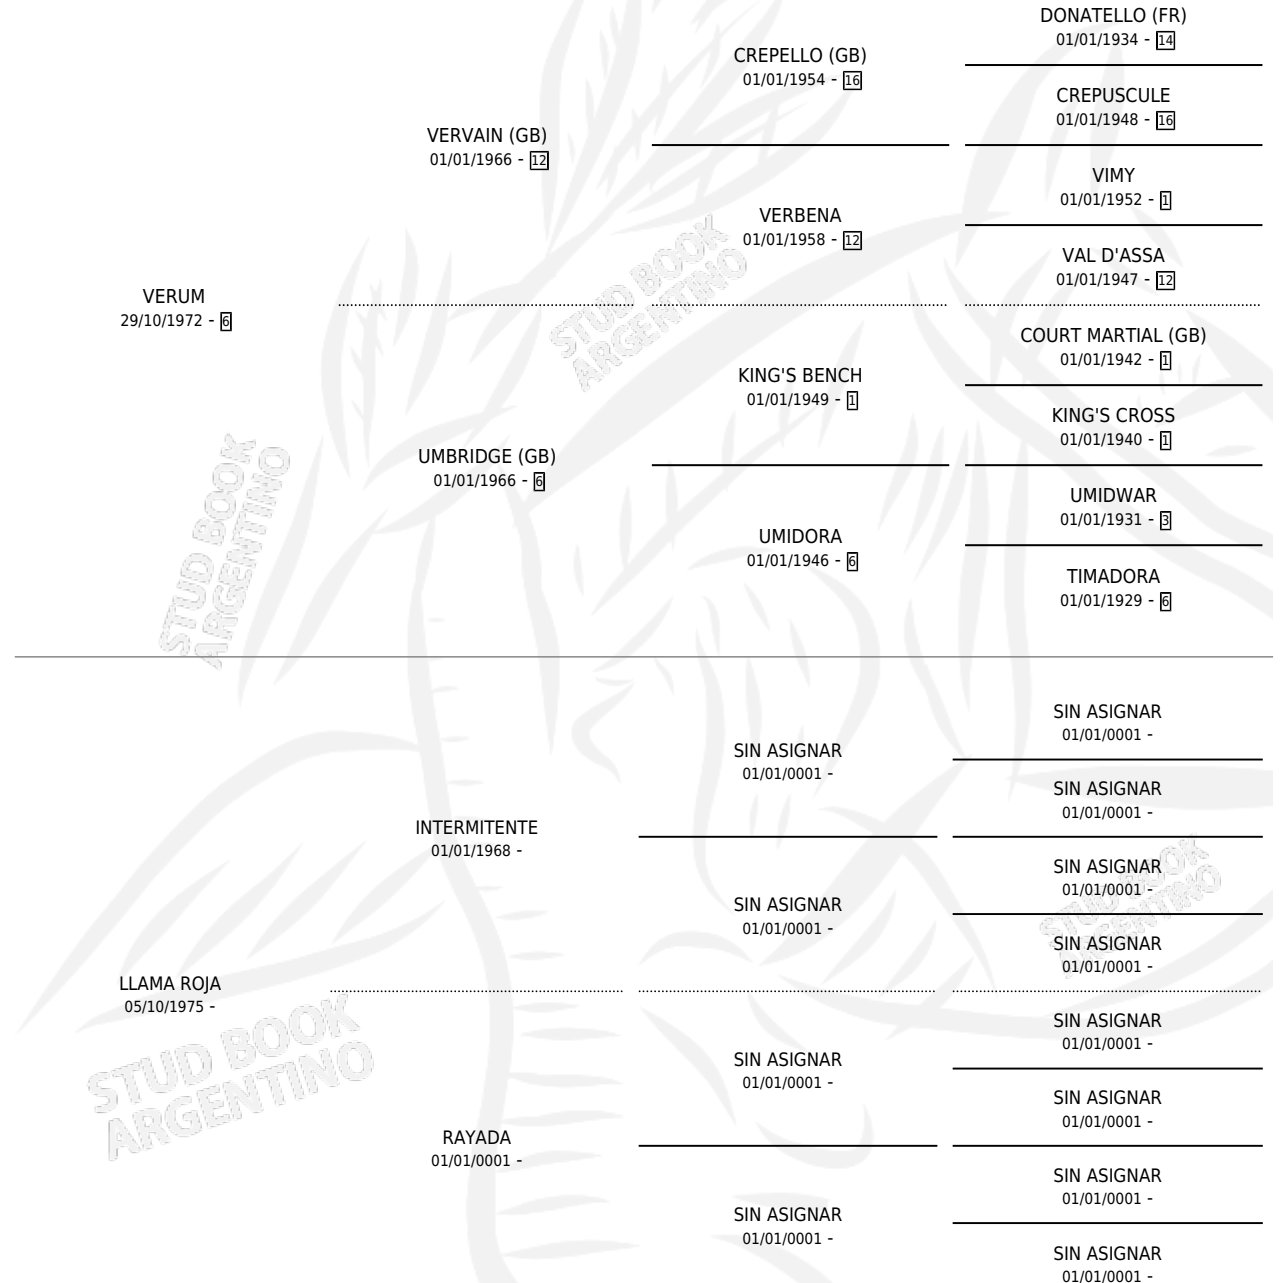 DONATELLO (FR)
01/01/1934 - 14
CREPELLO (GB)
01/01/1954 - 16
CREPUSCULE
01/01/1948 - 16
VERVAIN (GB)
01/01/1966 - 12
VIMY
01/01/1952 - 1
VERBENA
01/01/1958 - 12
VAL D'ASSA
01/01/1947 - 12
VERUM
29/10/1972 - 6
STUD BOOK
ARGENTINO
COURT MARTIAL (GB)
01/01/1942 - 1
KING'S BENCH
01/01/1949 - 1
KING'S CROSS
01/01/1940 - 1
UMBRIDGE (GB)
01/01/1966 - 6
UMIDWAR
01/01/1931 - 3
UMIDORA
01/01/1946 - 6
TIMADORA
01/01/1929 - 6
STUD BOOK
ARGENTINO
SIN ASIGNAR
01/01/0001 -
SIN ASIGNAR
01/01/0001 -
SIN ASIGNAR
01/01/0001 -
INTERMITENTE
01/01/1968 -
SIN ASIGNAR
01/01/0001 -
SIN ASIGNAR
01/01/0001 -
SIN ASIGNAR
01/01/0001 -
STUD BOOK
ARGENTINO
LLAMA ROJA
05/10/1975 -
SIN ASIGNAR
01/01/0001 -
SIN ASIGNAR
01/01/0001 -
SIN ASIGNAR
01/01/0001 -
STUD BOOK
ARGENTINO
RAYADA
01/01/0001 -
SIN ASIGNAR
01/01/0001 -
SIN ASIGNAR
01/01/0001 -
SIN ASIGNAR
01/01/0001 -